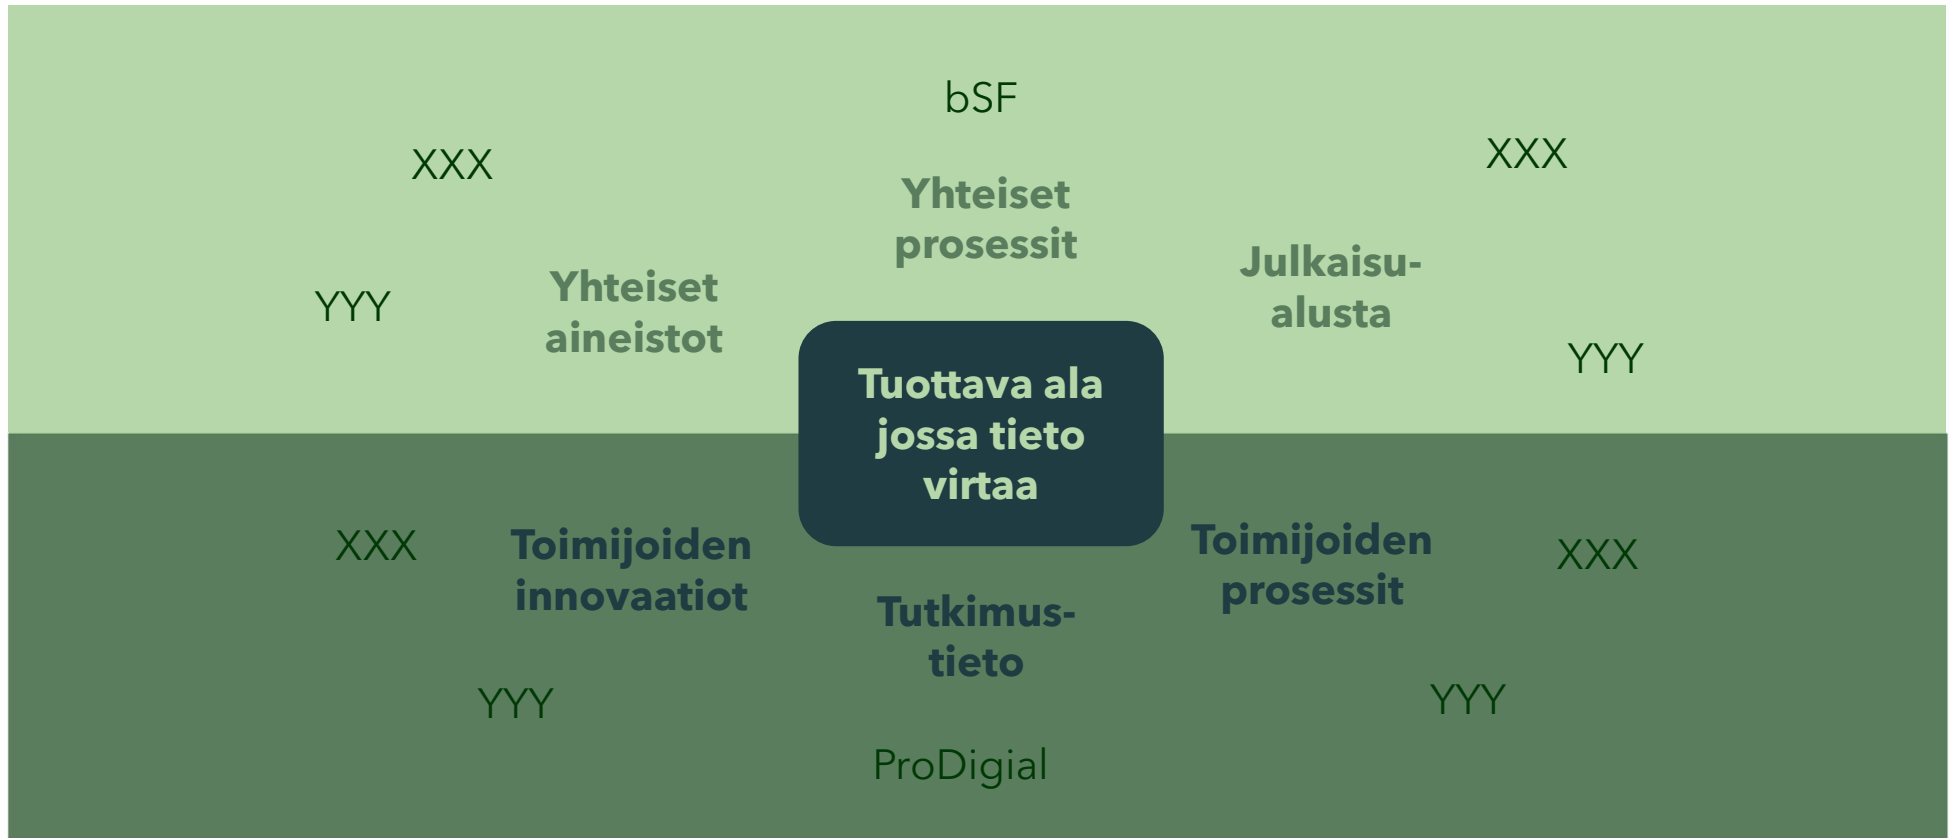 bSF
XXX
XXX
Yhteiset
prosessit
Julkaisu-
alusta
Yhteiset
aineistot
YYY
YYY
Tuottava ala
jossa tieto
virtaa
XXX
Toimijoiden
innovaatiot
Toimijoiden
prosessit
XXX
Tutkimus-
tieto
YYY
YYY
ProDigial